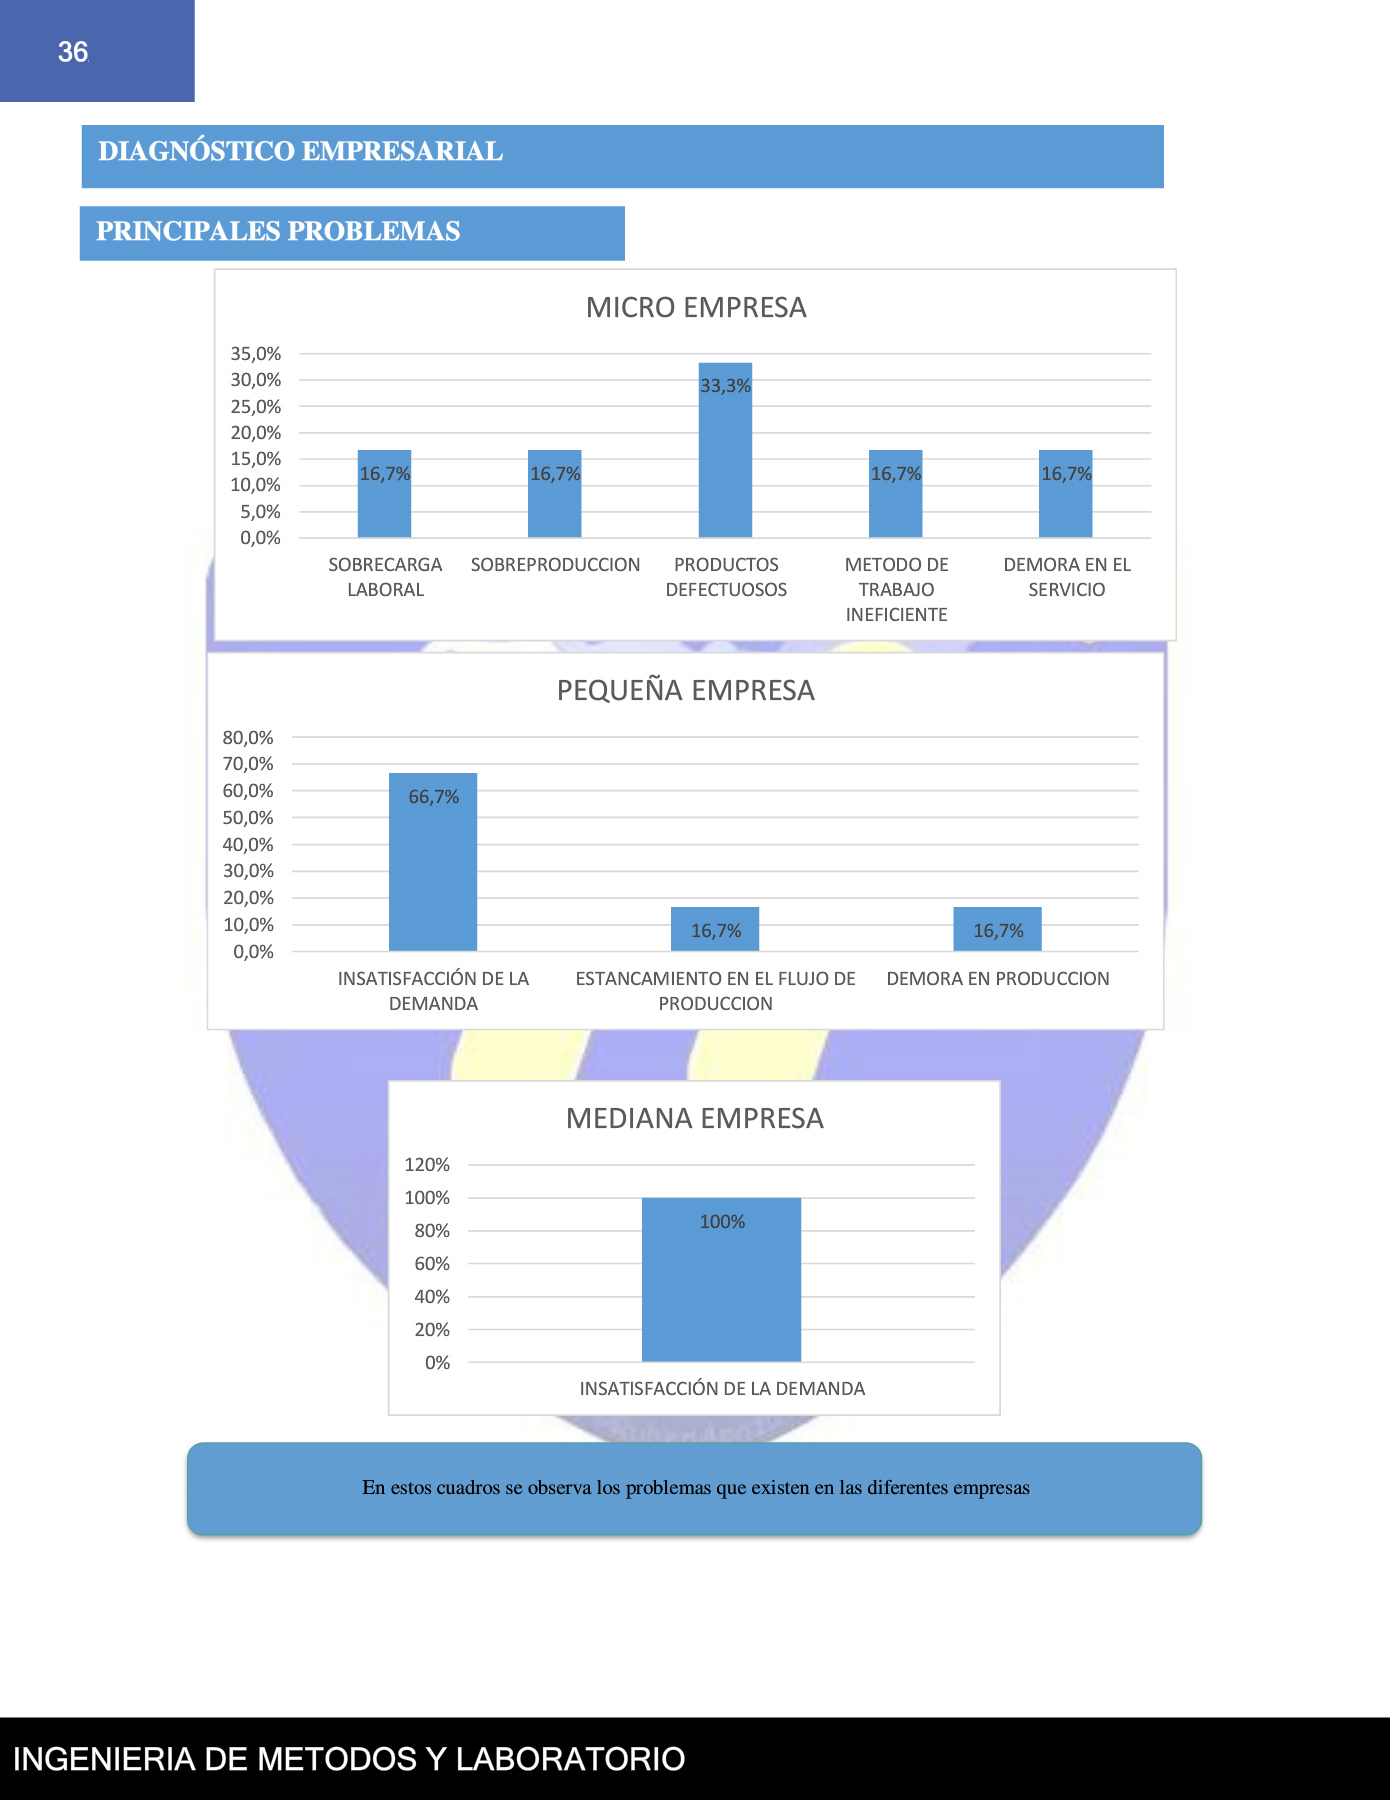 36
DIAGNÓSTICO EMPRESARIAL
PRINCIPALES PROBLEMAS
MICRO EMPRESA
35,0%
30,0%
25,0%
20,0%
15,0%
10,0%
5,0%
0,0%
16,7%
16,7%
33,3%
16,7%
16,7%
SOBRECARGA
LABORAL
SOBREPRODUCCION
PRODUCTOS
DEFECTUOSOS
METODO DE
TRABAJO
INEFICIENTE
DEMORA EN EL
SERVICIO
PEQUEÑA EMPRESA
80,0%
70,0%
60,0%
50,0%
40,0%
30,0%
20,0%
10,0%
0,0%
66,7%
16,7%
16,7%
INSATISFACCIÓN DE LA
DEMANDA
ESTANCAMIENTO EN EL FLUJO DE
PRODUCCION
DEMORA EN PRODUCCION
MEDIANA EMPRESA
120%
100%
80%
60%
40%
20%
0%
100%
INSATISFACCIÓN DE LA DEMANDA
En estos cuadros se observa los problemas que existen en las diferentes empresas
INGENIERIA DE METODOS Y LABORATORIO